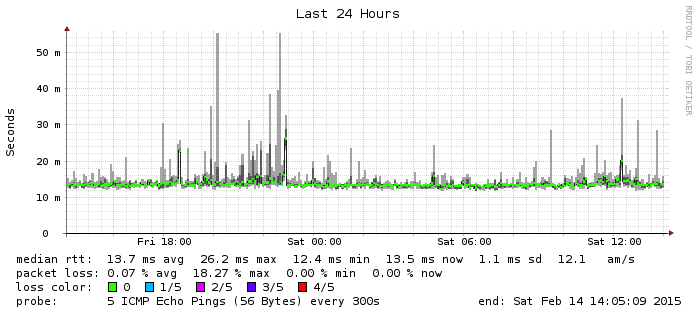 Last 24 Hours
RRDTOOL / TOBI OETIKER
Seconds
50 m
40 m
30 m
20 m
10 m
0
Fri 18:00 Sat 00:00 Sat 06:00 Sat 12:00
median rtt: 13.7 ms avg 26.2 ms max 12.4 ms min 13.5 ms now 1.1 ms sd 12.1 am/s
packet loss: 0.07 % avg 18.27 % max 0.00 % min 0.00 % now
loss color: 0 1/5 2/5 3/5 4/5
probe: 5 ICMP Echo Pings (56 Bytes) every 300s end: Sat Feb 14 14:05:09 2015